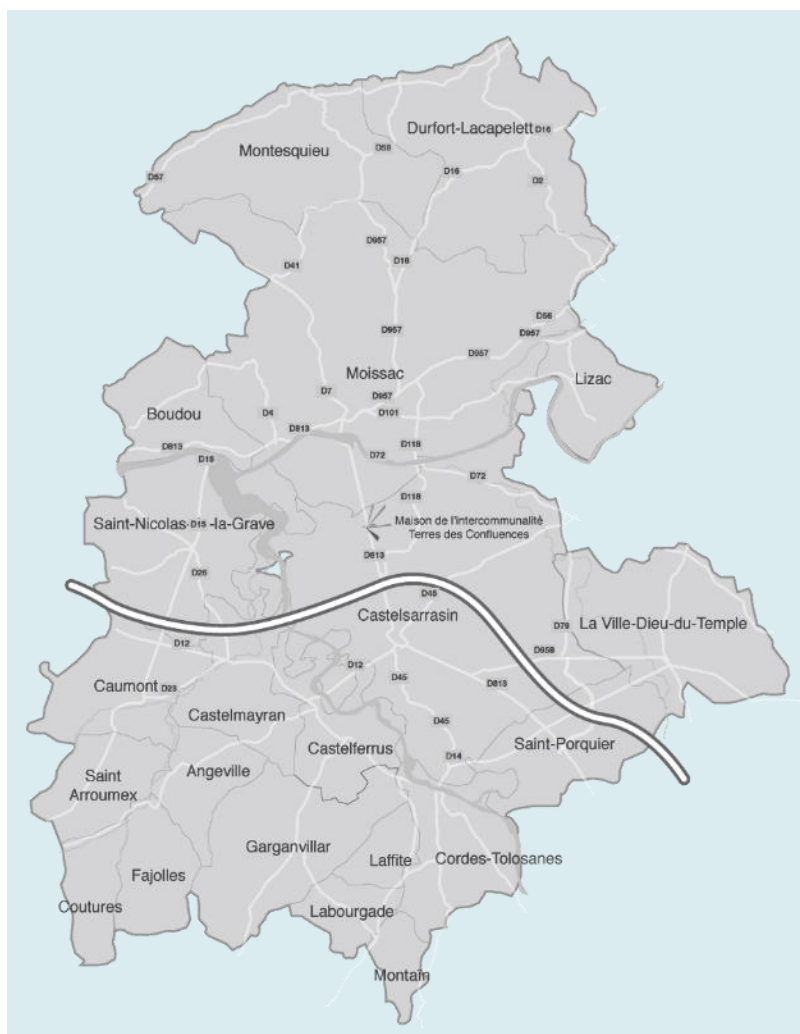 Durfort-Lacapelett
D16
Montesquieu
D58
D16
D57
D2
D957
D16
D41
D56
D957
D957
D957
Moissac
Lizac
D7
D957
D101
Boudou
D4
D813
D118
D813
D72
D15
D72
D118
Saint-Nicolas-D15-la-Grave
Maison de l'intercommunalité
Terres des Confluences
D813
D26
D45
Castelsarrasin
D79
La Ville-Dieu-du-Temple
D12
D958
D12
D45
D813
Caumont
D23
Castelmayran
D45
Castelferrus
Saint-Porquier
D14
Angeville
Saint
Arroumex
Garganvillar
Laffite
Cordes-Tolosanes
Fajolles
Coutures
Labourgade
Montaïn